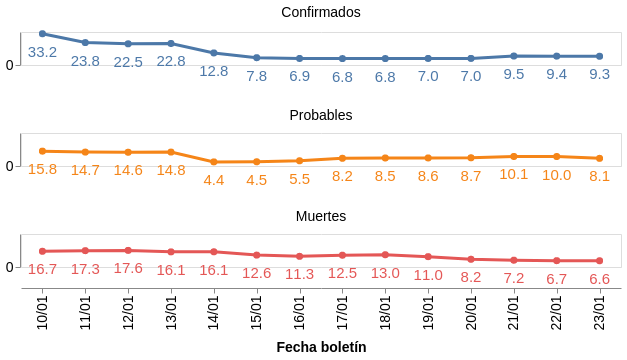 Confirmados
0
33.2 23.8 22.5 22.8 12.8 7.8 6.9 6.8 6.8 7.0 7.0 9.5 9.4 9.3
Probables
0
15.8 14.7 14.6 14.8 4.4 4.5 5.5 8.2 8.5 8.6 8.7 10.1 10.0 8.1
Muertes
0
16.7 17.3 17.6 16.1 16.1 12.6 11.3 12.5 13.0 11.0 8.2 7.2 6.7 6.6
10/01 11/01 12/01 13/01 14/01 15/01 16/01 17/01 18/01 19/01 20/01 21/01 22/01 23/01
Fecha boletín